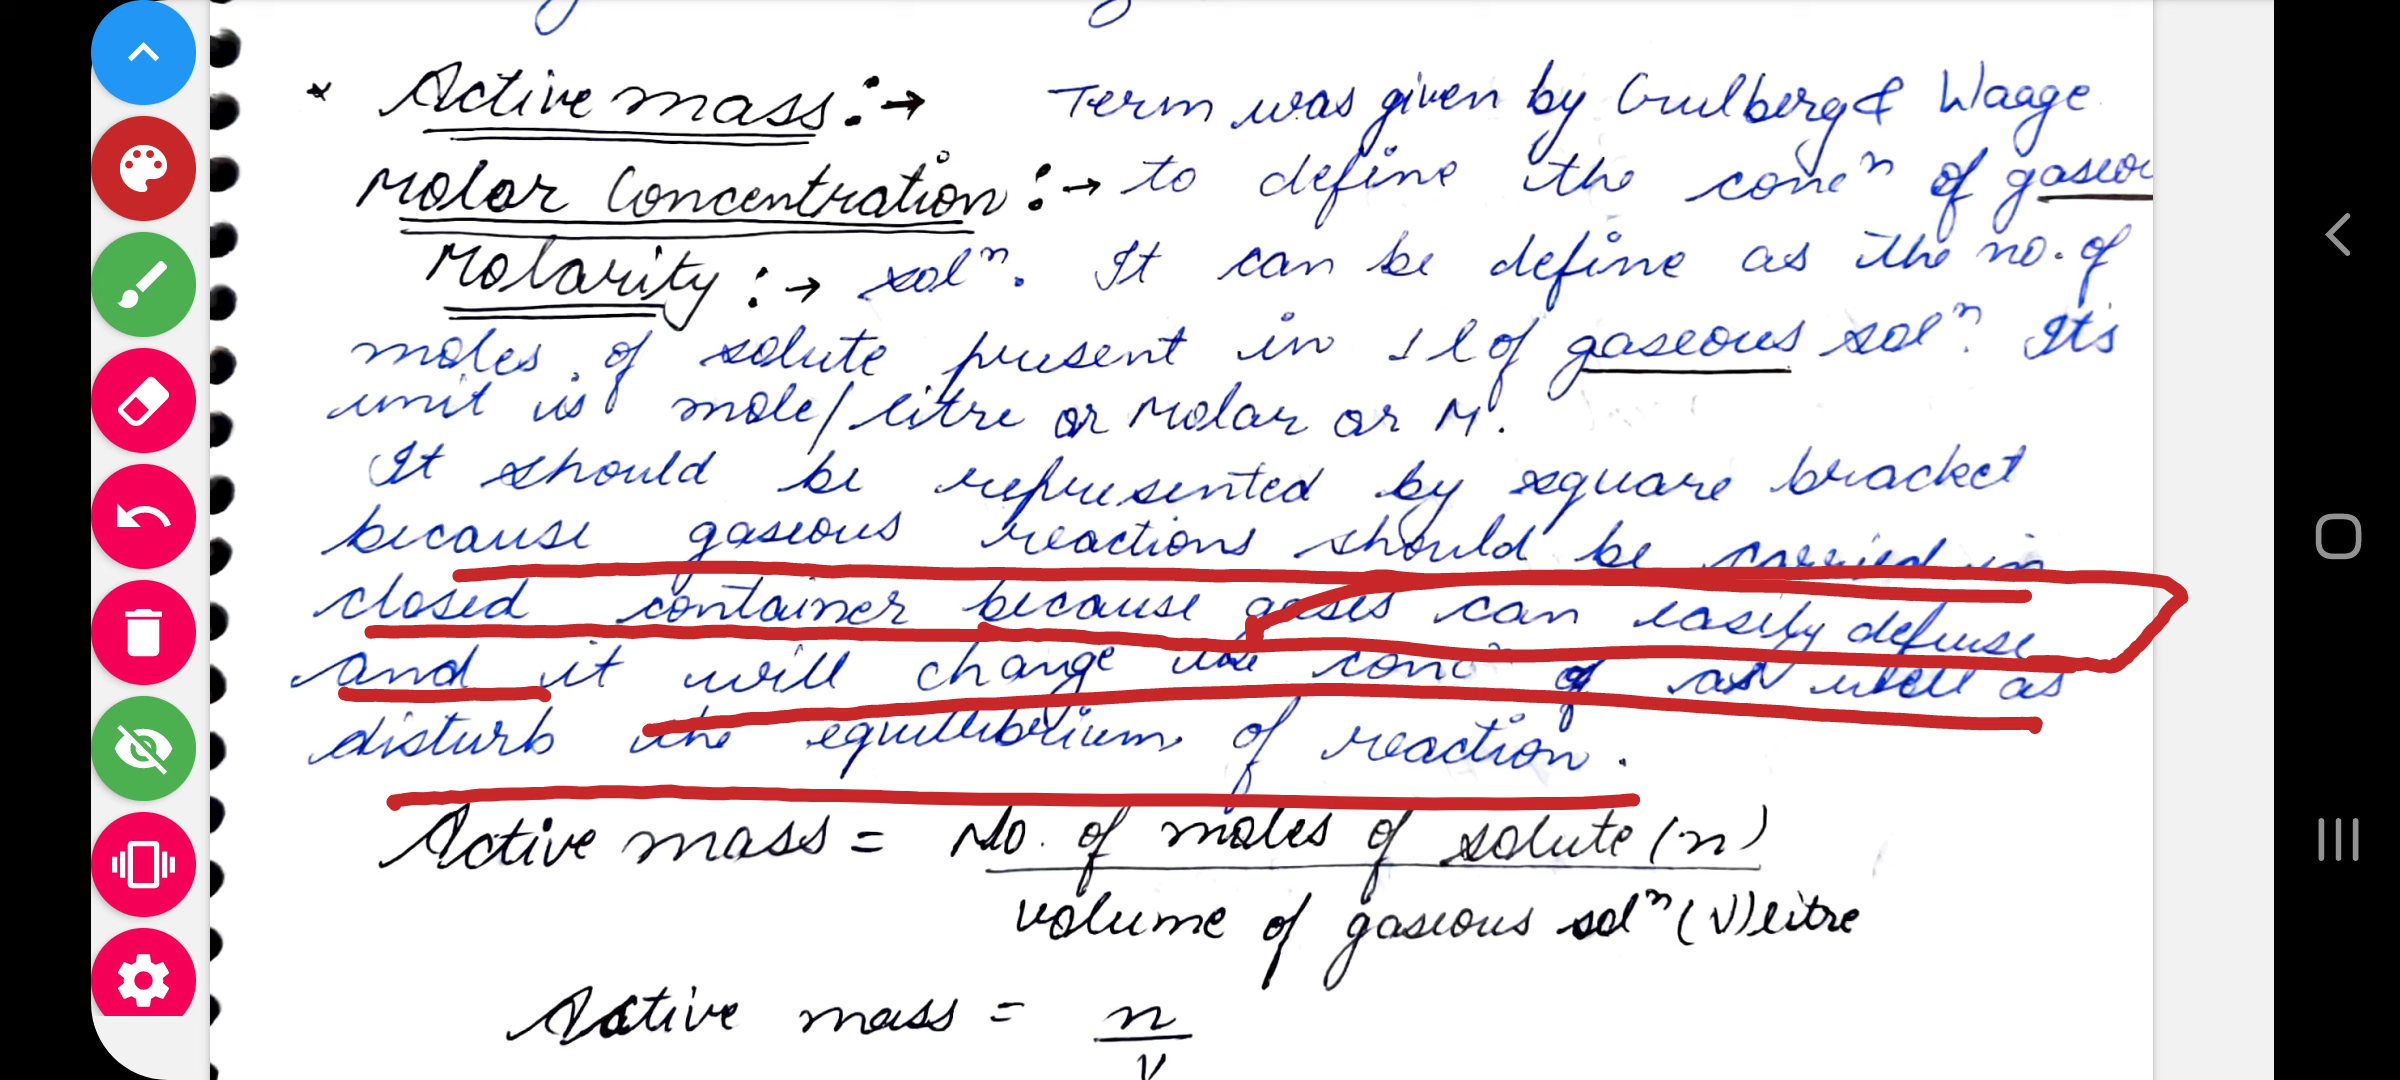 * Active mass :→ Term was given by Gulberg & Waage
Molar Concentration :→ to define the concⁿ of gaseou
Molarity :→ solⁿ. It can be define as the no. of
moles of solute present in 1 l of gaseous solⁿ. Its
unit is mole/litre or Molar or M.
It should be represented by square bracket
because gaseous reactions should be carried in
closed container because gases can easily defuse
and it will change the concⁿ of as well as
disturb the equillibrium of reaction.
Active mass = No. of moles of solute (n)
volume of gaseous solⁿ (V) litre
Active mass = n
V